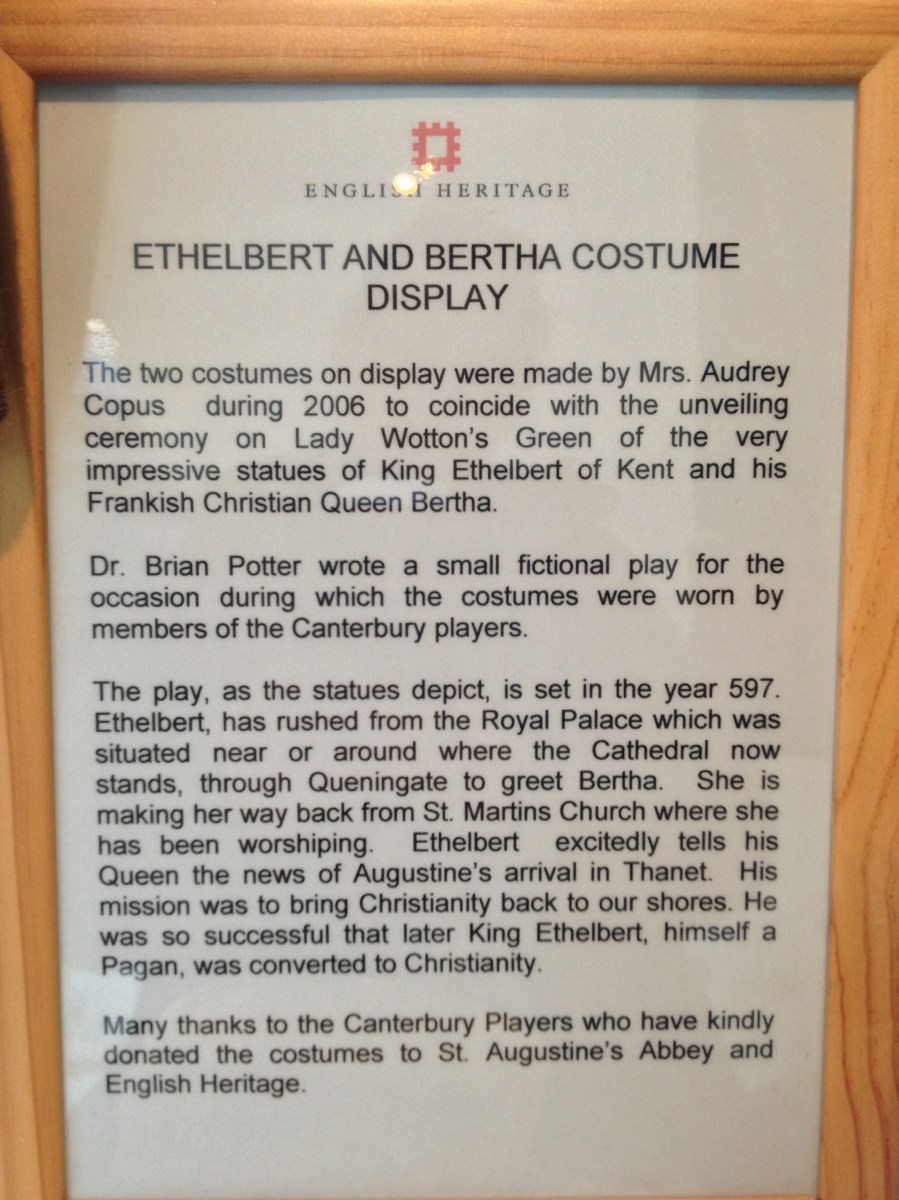 ENGLISH HERITAGE
ETHELBERT AND BERTHA COSTUME
DISPLAY
The two costumes on display were made by Mrs. Audrey
Copus during 2006 to coincide with the unveiling
ceremony on Lady Wotton's Green of the very
impressive statues of King Ethelbert of Kent and his
Frankish Christian Queen Bertha.
Dr. Brian Potter wrote a small fictional play for the
occasion during which the costumes were worn by
members of the Canterbury players.
The play, as the statues depict, is set in the year 597.
Ethelbert, has rushed from the Royal Palace which was
situated near or around where the Cathedral now
stands, through Queningate to greet Bertha. She is
making her way back from St. Martins Church where she
has been worshiping. Ethelbert excitedly tells his
Queen the news of Augustine's arrival in Thanet. His
mission was to bring Christianity back to our shores. He
was so successful that later King Ethelbert, himself a
Pagan, was converted to Christianity.
Many thanks to the Canterbury Players who have kindly
donated the costumes to St. Augustine's Abbey and
English Heritage.